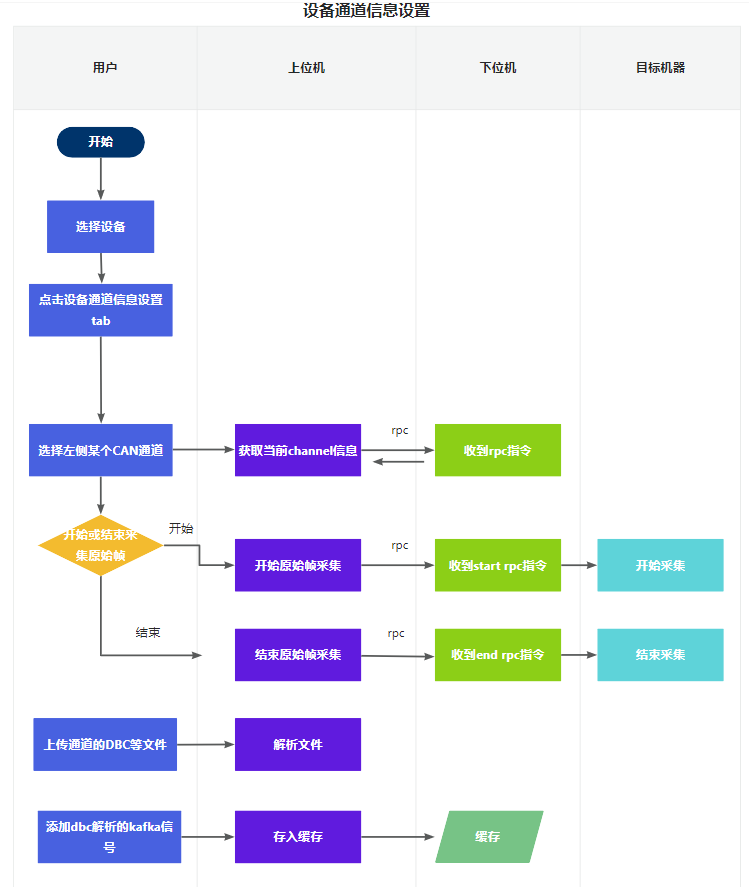 设备通道信息设置
用户
上位机
下位机
目标机器
开始
选择设备
点击设备通道信息设置
tab
选择左侧某个CAN通道
获取当前channel信息
rpc
收到rpc指令
开始或结束采
集原始帧
开始
开始原始帧采集
rpc
收到start rpc指令
开始采集
结束
结束原始帧采集
rpc
收到end rpc指令
结束采集
上传通道的DBC等文件
解析文件
添加dbc解析的kafka信
号
存入缓存
缓存